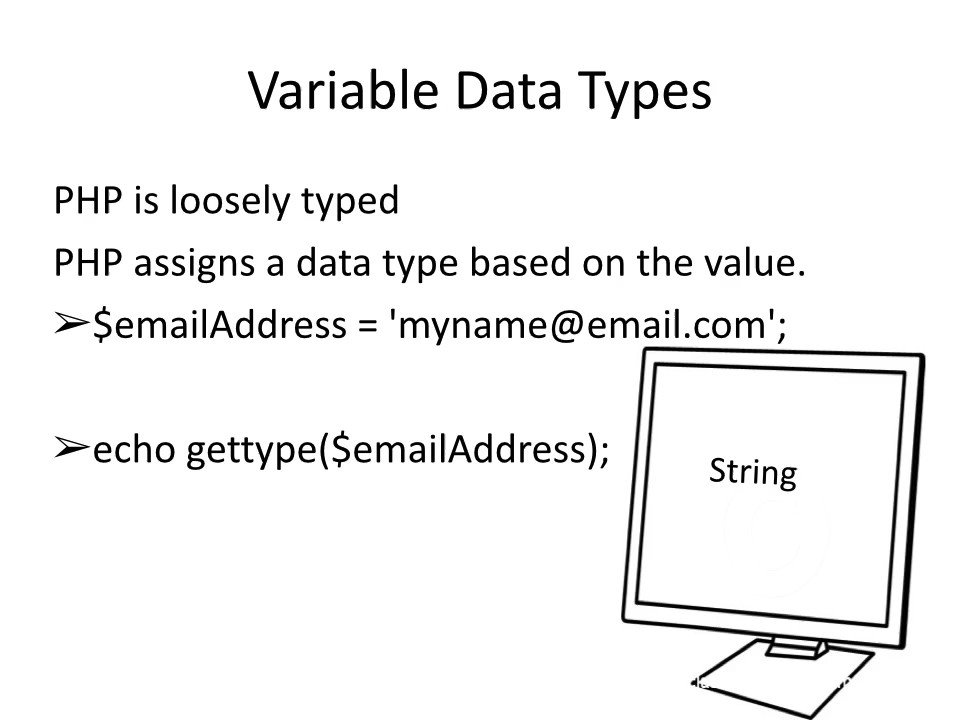 Variable Data Types
PHP is loosely typed
PHP assigns a data type based on the value.
➢$emailAddress = 'myname@email.com';
➢echo gettype($emailAddress);
String